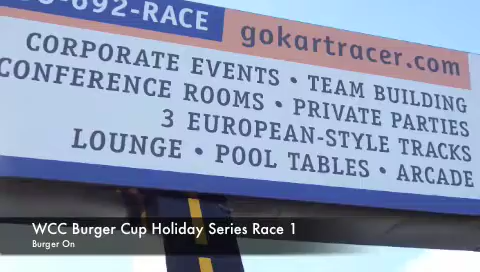 692-RACE
gokartracer.com
CORPORATE EVENTS • TEAM BUILDING
CONFERENCE ROOMS • PRIVATE PARTIES
3 EUROPEAN-STYLE TRACKS
LOUNGE • POOL TABLES • ARCADE
WCC Burger Cup Holiday Series Race 1
Burger On